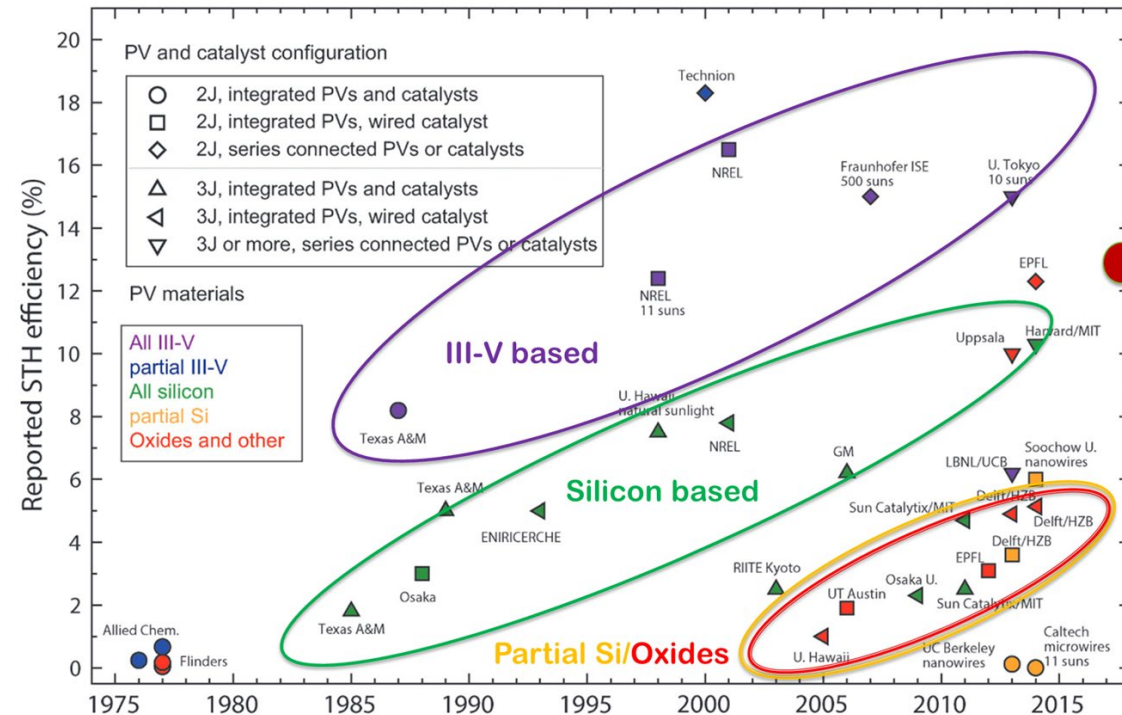 20
18
16
14
12
10
8
6
4
2
0
Reported STH efficiency (%)
PV and catalyst configuration
2J, integrated PVs and catalysts
2J, integrated PVs, wired catalyst
2J, series connected PVs or catalysts
3J, integrated PVs and catalysts
3J, integrated PVs, wired catalyst
3J or more, series connected PVs or catalysts
PV materials
All III-V
partial III-V
All silicon
partial Si
Oxides and other
Technion
NREL
Fraunhofer ISE
500 suns
U. Tokyo
10 suns
NREL
11 suns
EPFL
III-V based
Uppsala
Harvard/MIT
Texas A&M
U. Hawaii
natural sunlight
NREL
GM
LBNL/UCB
Soochow U.
nanowires
Texas A&M
Silicon based
Delft/HZB
Sun Catalytix/MIT
Delft/HZB
ENIRICERCHE
Delft/HZB
RIITE Kyoto
EPFL
Osaka
UT Austin
Osaka U.
Sun Catalytix/MIT
Texas A&M
Partial Si/Oxides
U. Hawaii
UC Berkeley
nanowires
Caltech
microwires
11 suns
Allied Chem.
Flinders
1975
1980
1985
1990
1995
2000
2005
2010
2015